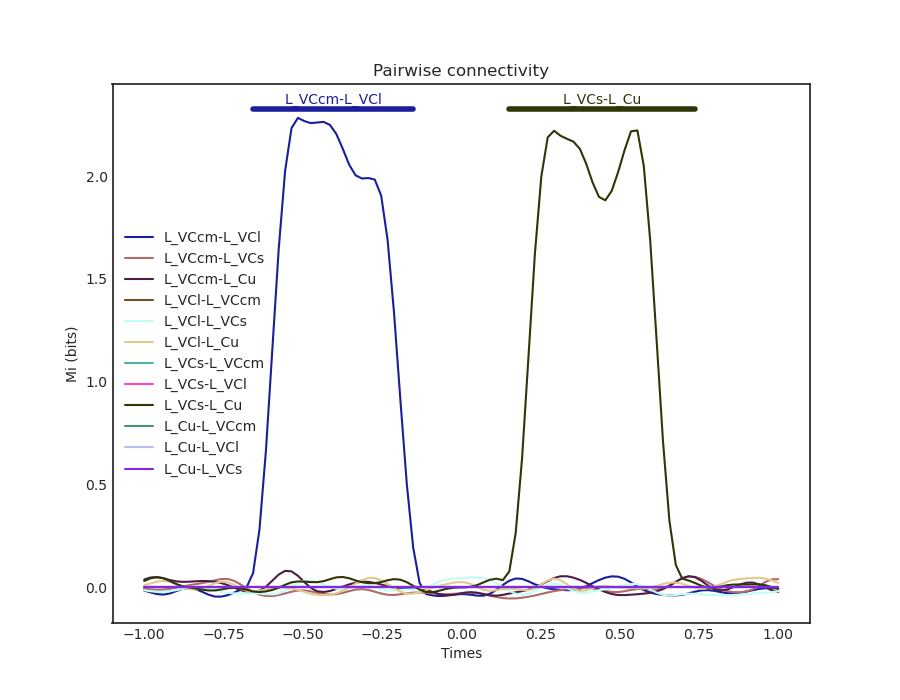 Pairwise connectivity
L_VCcm-L_VCl
L_VCs-L_Cu
2.0
1.5
1.0
0.5
0.0
Mi (bits)
L_VCcm-L_VCl
L_VCcm-L_VCs
L_VCcm-L_Cu
L_VCl-L_VCcm
L_VCl-L_VCs
L_VCl-L_Cu
L_VCs-L_VCcm
L_VCs-L_VCl
L_VCs-L_Cu
L_Cu-L_VCcm
L_Cu-L_VCl
L_Cu-L_VCs
−1.00 −0.75 −0.50 −0.25 0.00 0.25 0.50 0.75 1.00
Times